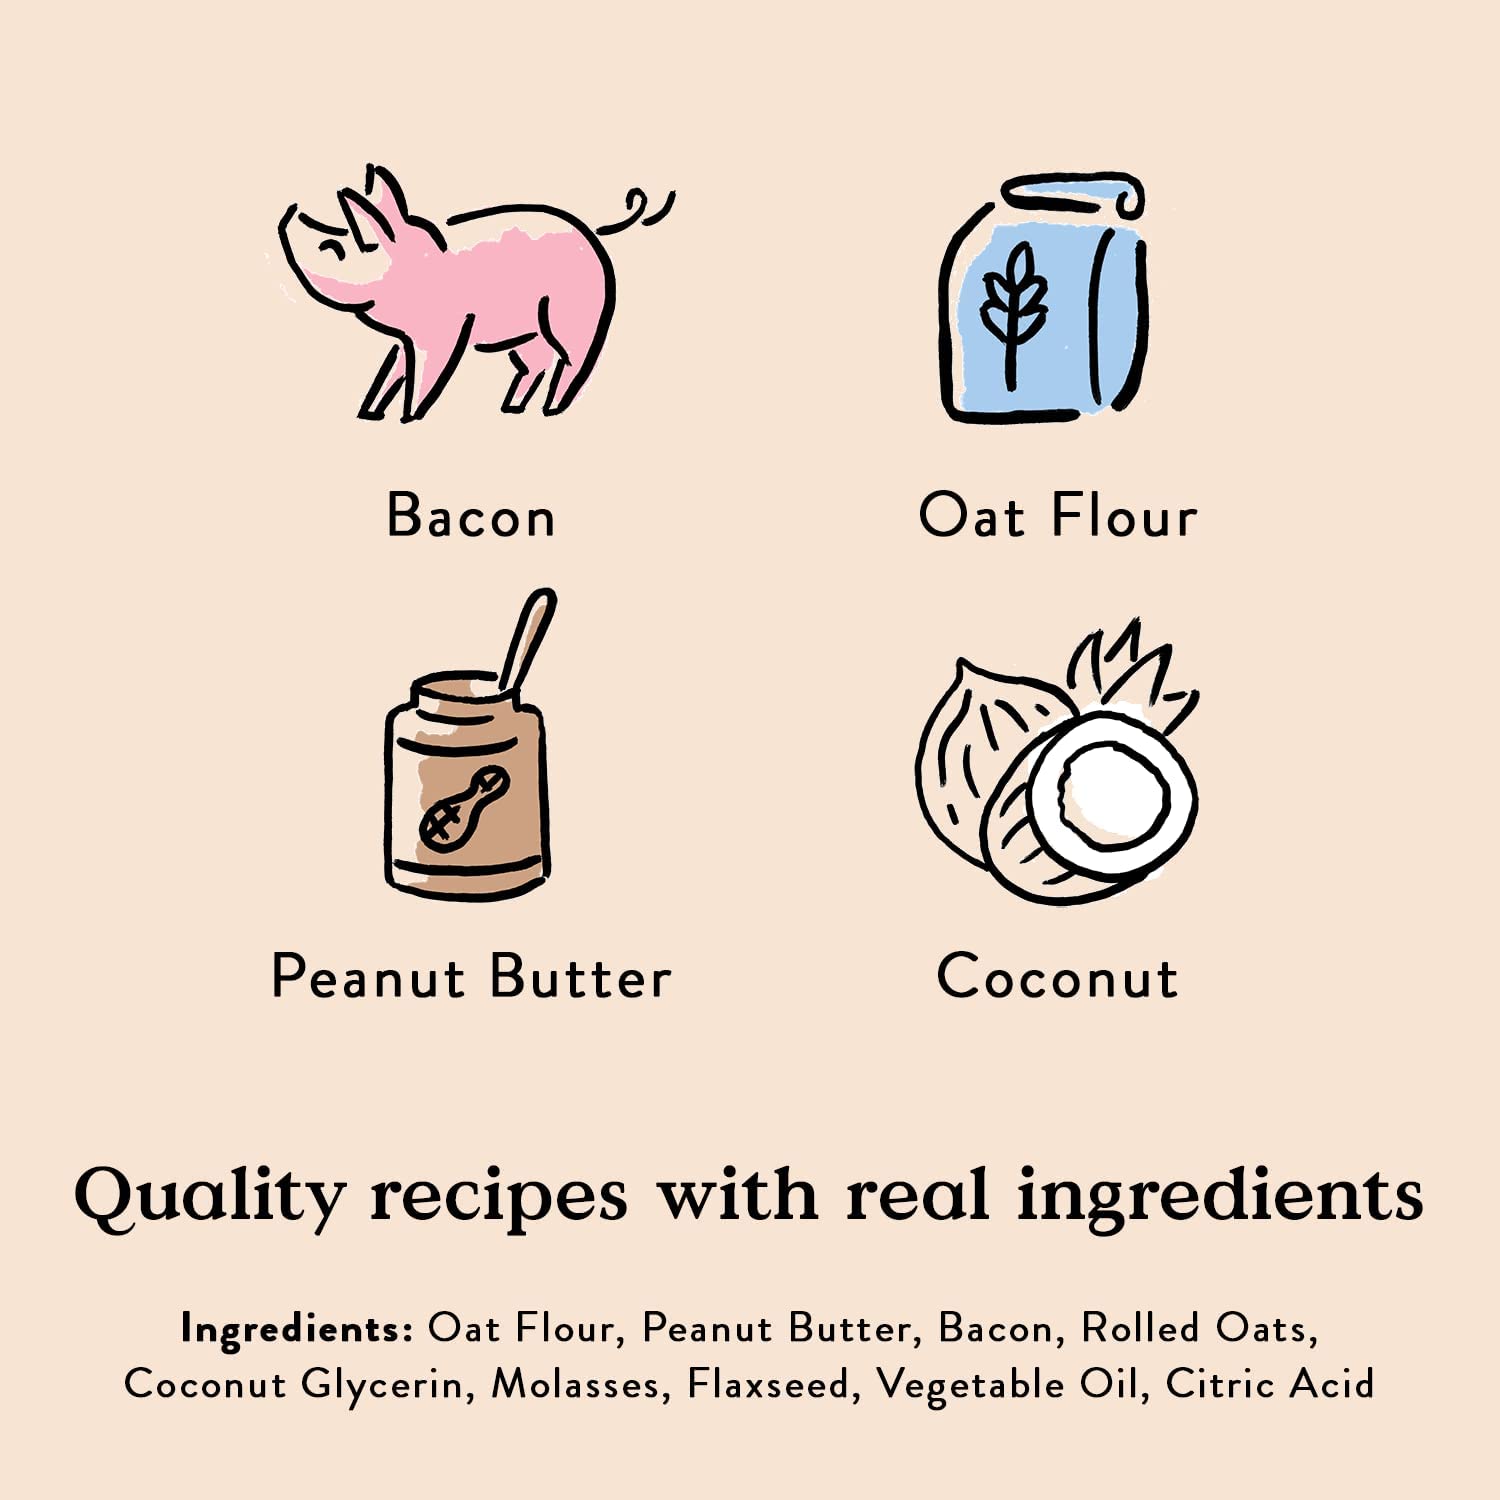 Bacon
Oat Flour
Peanut Butter
Coconut
Quality recipes with real ingredients
Ingredients: Oat Flour, Peanut Butter, Bacon, Rolled Oats,
Coconut Glycerin, Molasses, Flaxseed, Vegetable Oil, Citric Acid